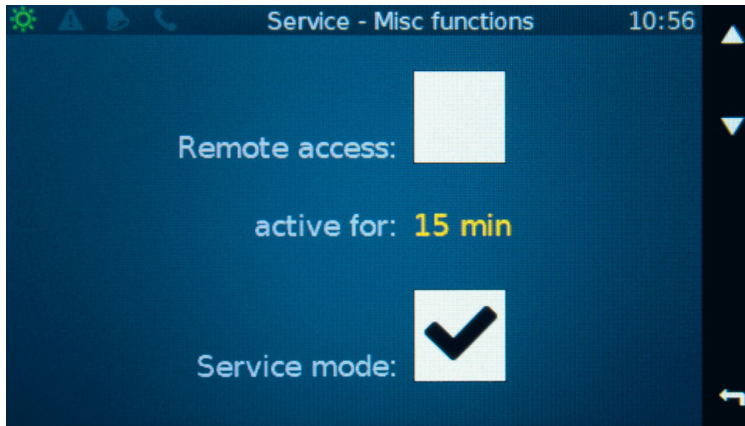 Service - Misc functions 10:56
Remote access:
active for: 15 min
Service mode: